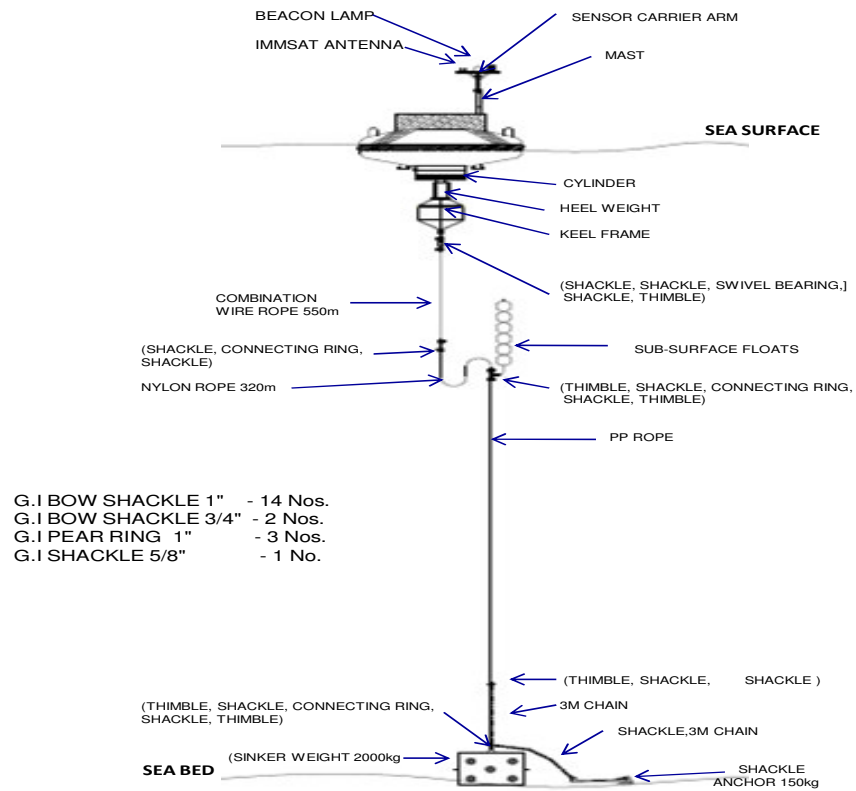 BEACON LAMP
SENSOR CARRIER ARM
IMMSAT ANTENNA
MAST
SEA SURFACE
CYLINDER
HEEL WEIGHT
KEEL FRAME
(SHACKLE, SHACKLE, SWIVEL BEARING,]
SHACKLE, THIMBLE)
COMBINATION
WIRE ROPE 550m
(SHACKLE, CONNECTING RING,
SHACKLE)
SUB-SURFACE FLOATS
NYLON ROPE 320m
(THIMBLE, SHACKLE, CONNECTING RING,
SHACKLE, THIMBLE)
PP ROPE
G.I BOW SHACKLE 1" - 14 Nos.
G.I BOW SHACKLE 3/4" - 2 Nos.
G.I PEAR RING 1" - 3 Nos.
G.I SHACKLE 5/8" - 1 No.
(THIMBLE, SHACKLE, SHACKLE )
(THIMBLE, SHACKLE, CONNECTING RING,
SHACKLE, THIMBLE)
3M CHAIN
SHACKLE,3M CHAIN
(SINKER WEIGHT 2000kg
SEA BED
SHACKLE
ANCHOR 150kg